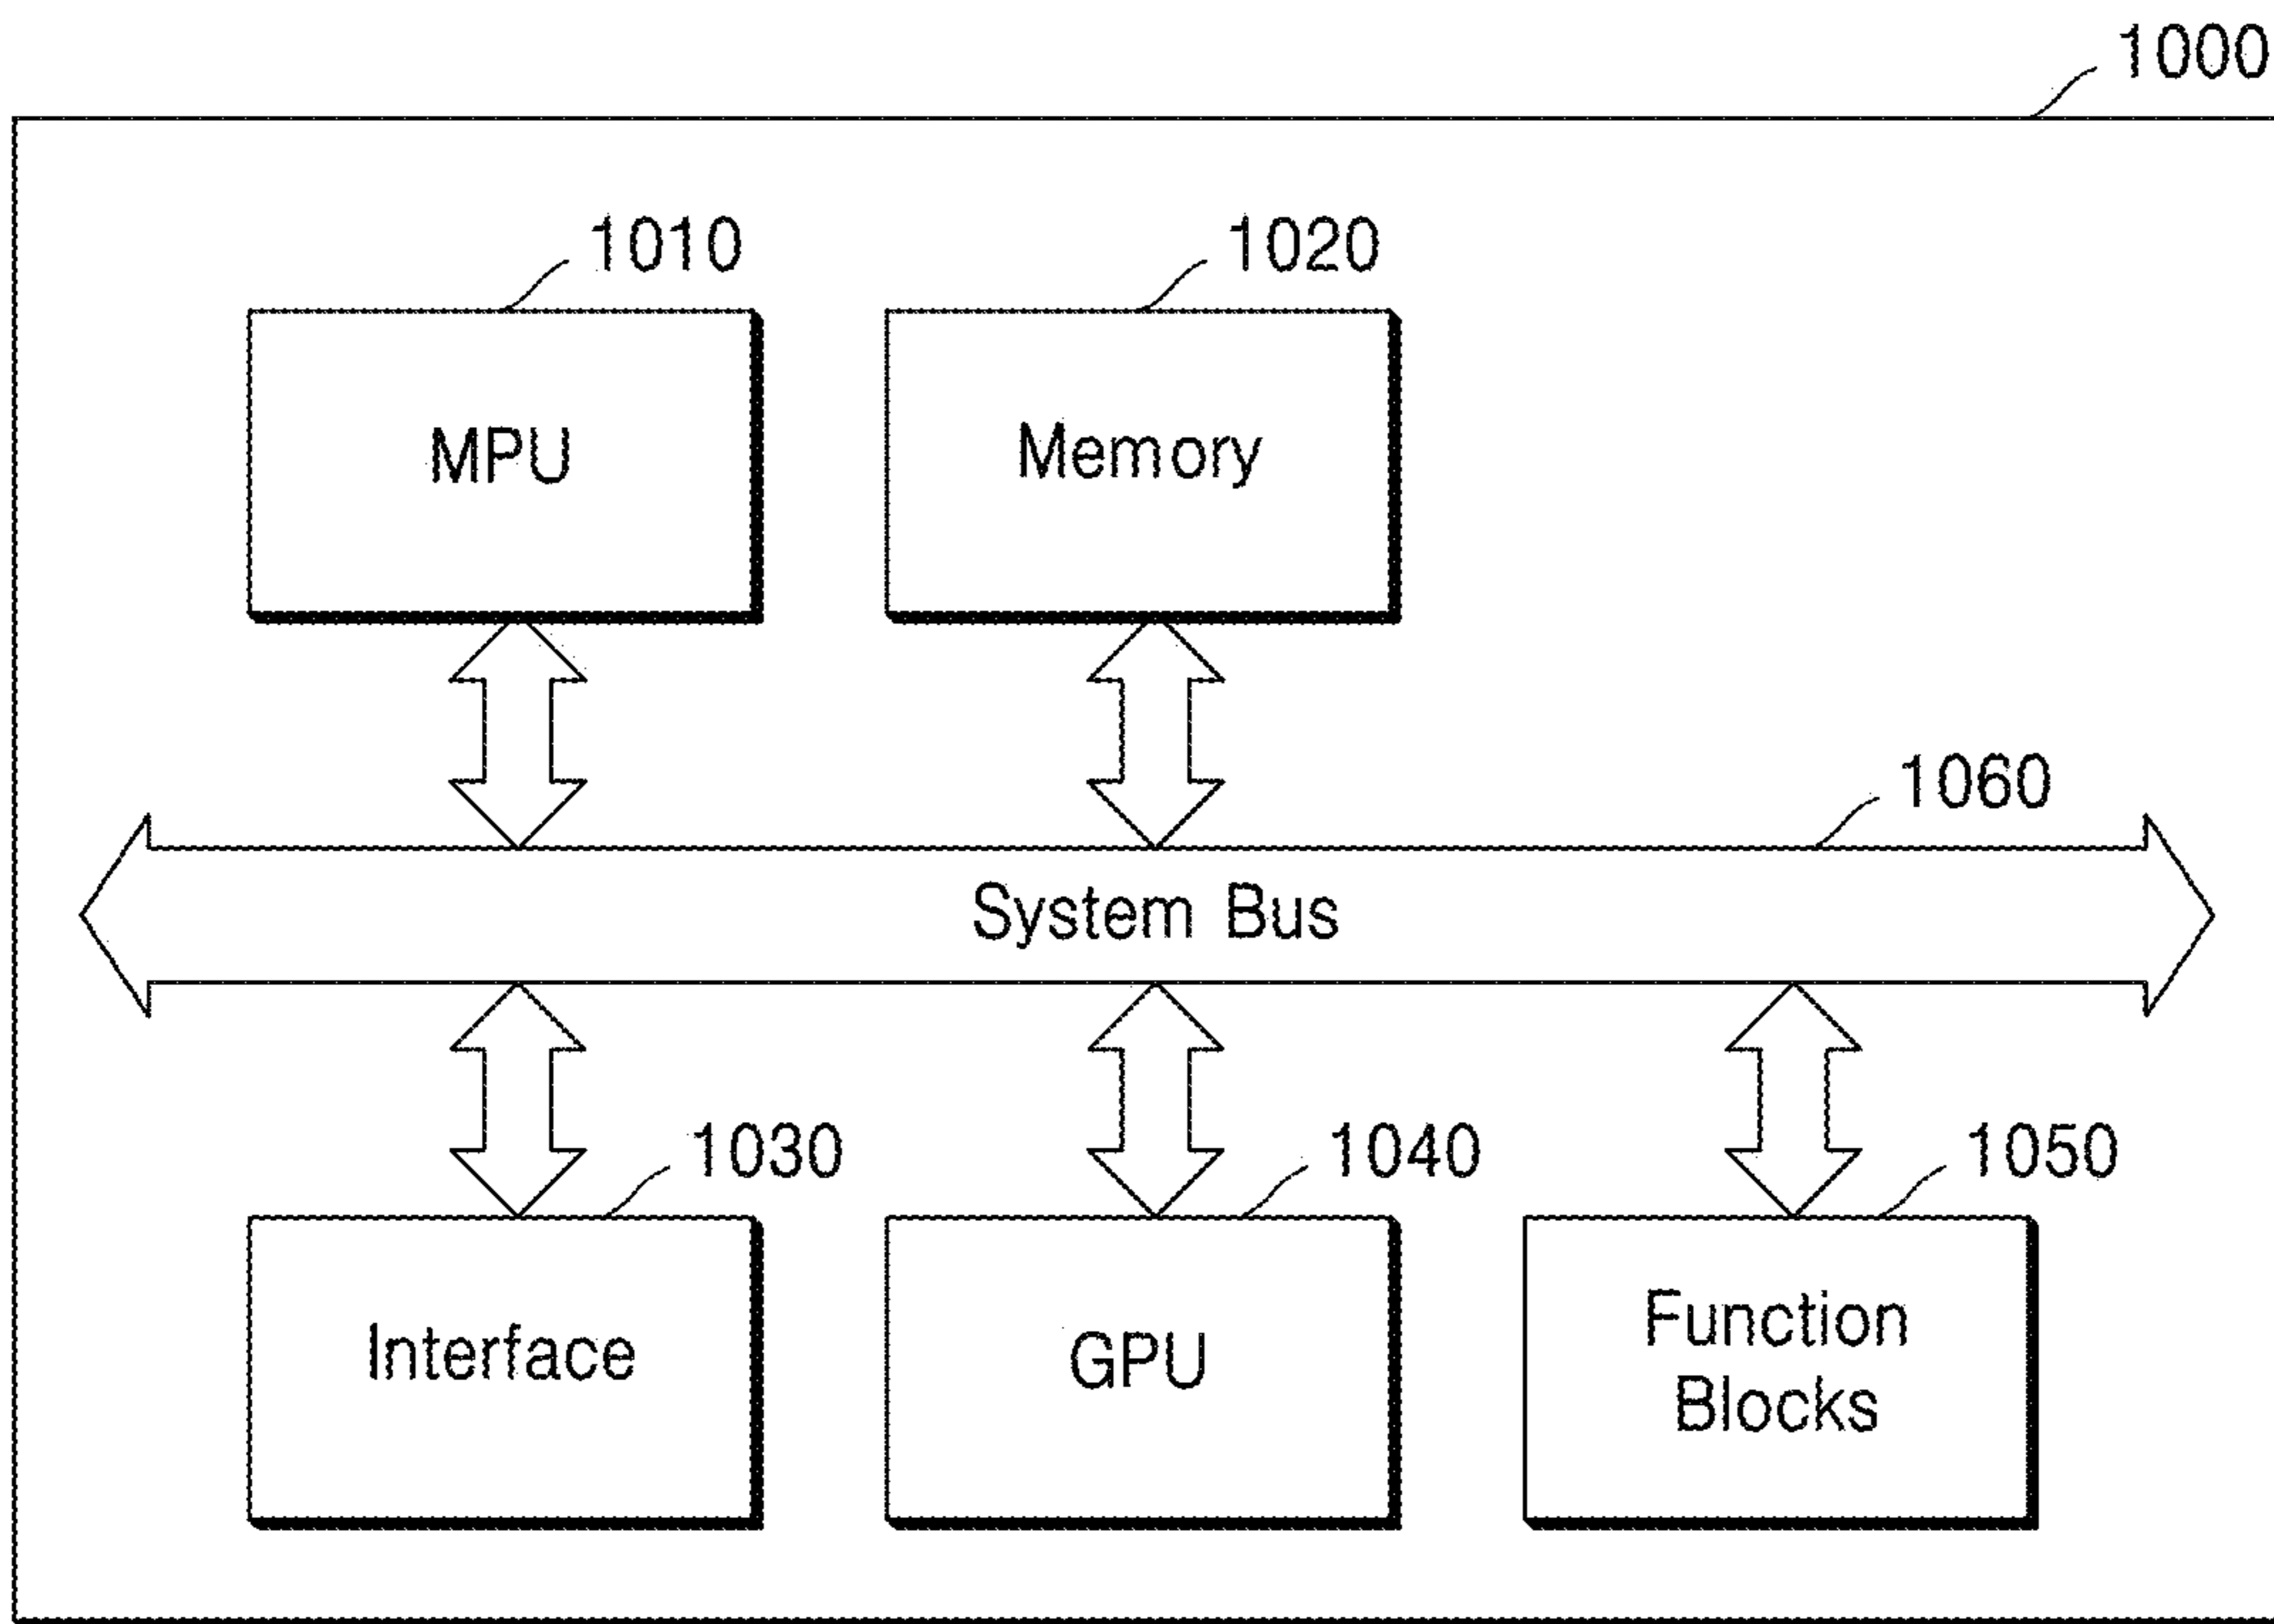 1000
1010
1020
MPU
Memory
1060
System Bus
1030
1040
1050
Interface
GPU
Function
Blocks